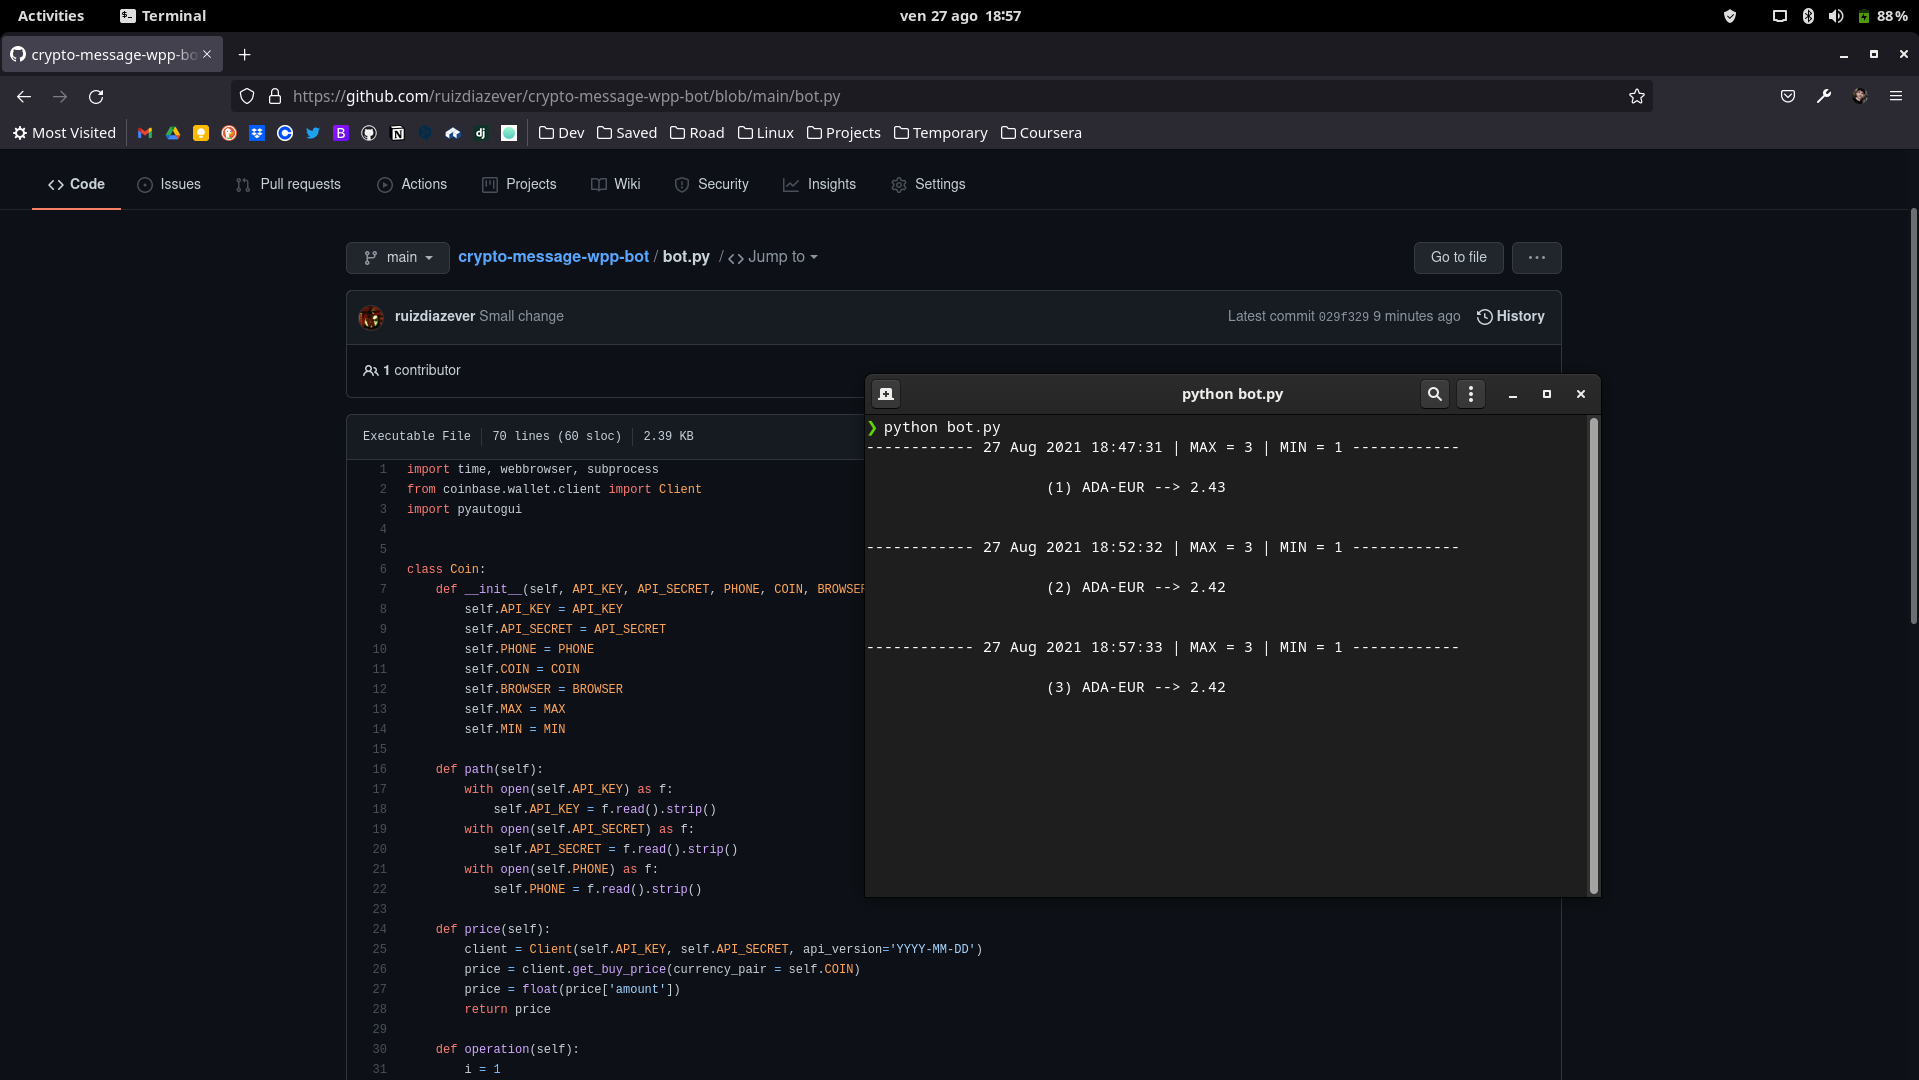 Activities Terminal ven 27 ago 18:57 88 %
crypto-message-wpp-bo
https://github.com/ruizdiazever/crypto-message-wpp-bot/blob/main/bot.py
Most Visited Dev Saved Road Linux Projects Temporary Coursera
Code Issues Pull requests Actions Projects Wiki Security Insights Settings
main crypto-message-wpp-bot / bot.py / <> Jump to Go to file ...
ruizdiazever Small change Latest commit 029f329 9 minutes ago History
1 contributor
Executable File 70 lines (60 sloc) 2.39 KB
1 import time, webbrowser, subprocess
2 from coinbase.wallet.client import Client
3 import pyautogui
4
5
6 class Coin:
7 def __init__(self, API_KEY, API_SECRET, PHONE, COIN, BROWSER
8 self.API_KEY = API_KEY
9 self.API_SECRET = API_SECRET
10 self.PHONE = PHONE
11 self.COIN = COIN
12 self.BROWSER = BROWSER
13 self.MAX = MAX
14 self.MIN = MIN
15
16 def path(self):
17 with open(self.API_KEY) as f:
18 self.API_KEY = f.read().strip()
19 with open(self.API_SECRET) as f:
20 self.API_SECRET = f.read().strip()
21 with open(self.PHONE) as f:
22 self.PHONE = f.read().strip()
23
24 def price(self):
25 client = Client(self.API_KEY, self.API_SECRET, api_version='YYYY-MM-DD')
26 price = client.get_buy_price(currency_pair = self.COIN)
27 price = float(price['amount'])
28 return price
29
30 def operation(self):
31 i = 1
python bot.py
❯ python bot.py
------------ 27 Aug 2021 18:47:31 | MAX = 3 | MIN = 1 ------------
(1) ADA-EUR --> 2.43
------------ 27 Aug 2021 18:52:32 | MAX = 3 | MIN = 1 ------------
(2) ADA-EUR --> 2.42
------------ 27 Aug 2021 18:57:33 | MAX = 3 | MIN = 1 ------------
(3) ADA-EUR --> 2.42